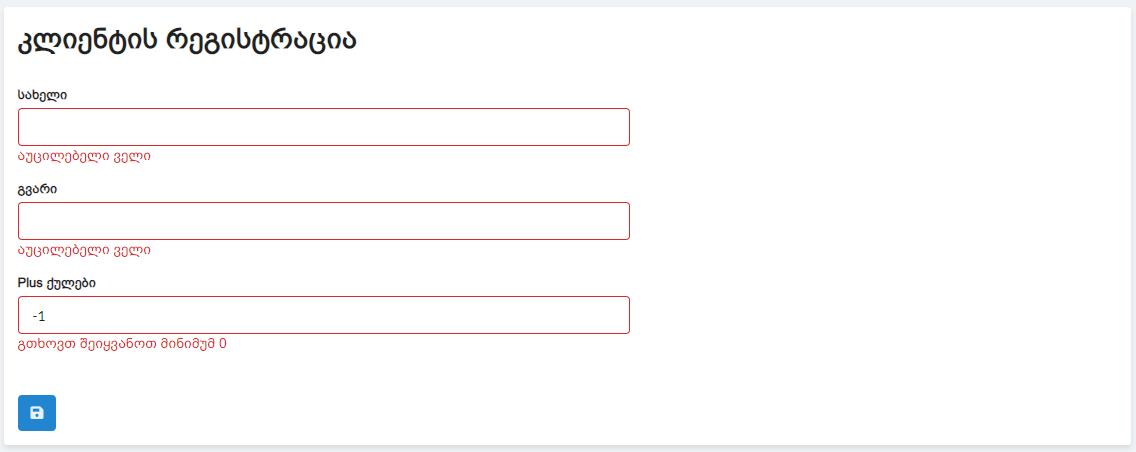 კლიენტის რეგისტრაცია
სახელი
აუცილებელი ველი
გვარი
აუცილებელი ველი
Plus ქულები
-1
გთხოვთ შეიყვანოთ მინიმუმ 0